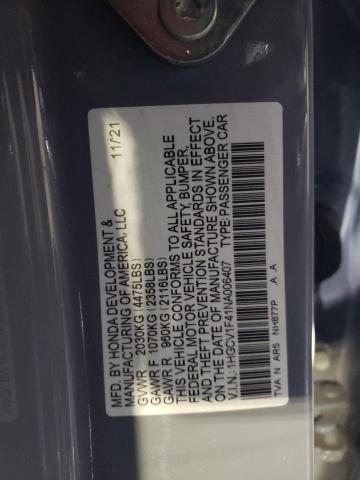 MFD. BY HONDA DEVELOPMENT & 11/21
MANUFACTURING OF AMERICA, LLC
GVWR 2030KG (4475LBS)
GAWR F 1070KG (2358LBS)
GAWR R 960KG (2116LBS)
THIS VEHICLE CONFORMS TO ALL APPLICABLE
FEDERAL MOTOR VEHICLE SAFETY, BUMPER,
AND THEFT PREVENTION STANDARDS IN EFFECT
ON THE DATE OF MANUFACTURE SHOWN ABOVE.
V.I.N.: 1HGCV1F41NA006407 TYPE: PASSENGER CAR
TVA N AR5 NH877P A .A